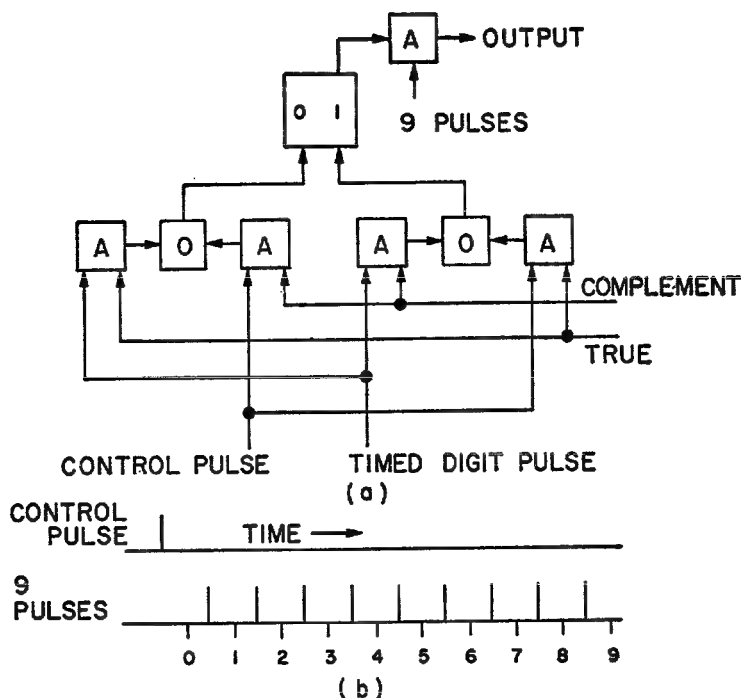 A OUTPUT
0 1
9 PULSES
A O A A O A
COMPLEMENT
TRUE
CONTROL PULSE TIMED DIGIT PULSE
(a)
CONTROL
PULSE
TIME
9
PULSES
0 1 2 3 4 5 6 7 8 9
(b)